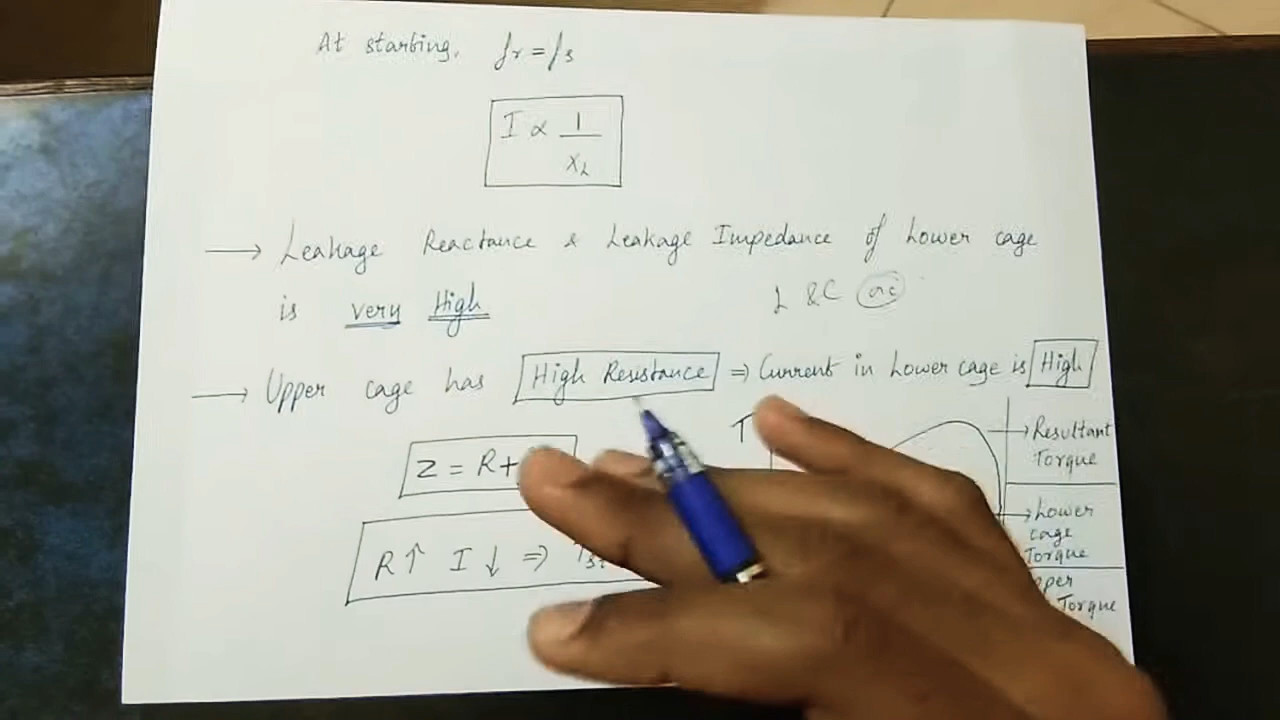 At starting, fr = fs
I ∝ 1
XL
→ Leakage Reactance & Leakage Impedance of Lower cage
is very High
L & C
→ Upper cage has High Resistance ⇒ Current in Lower cage is High
T
Resultant
Torque
Z = R+
Lower
cage
Torque
R↑ I↓ ⇒
Torque